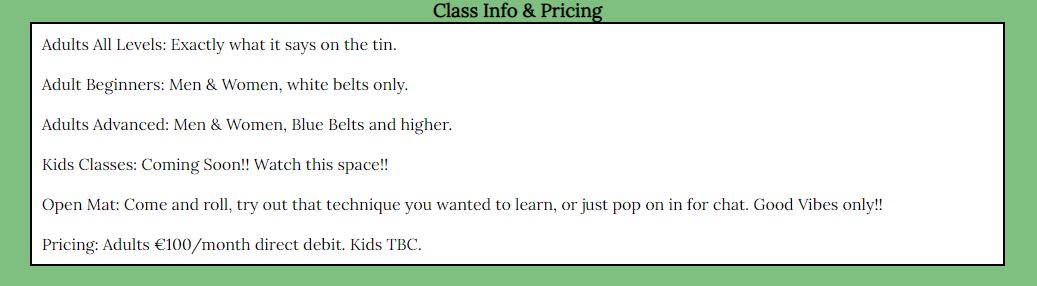 Class Info & Pricing
Adults All Levels: Exactly what it says on the tin.
Adult Beginners: Men & Women, white belts only.
Adults Advanced: Men & Women, Blue Belts and higher.
Kids Classes: Coming Soon!! Watch this space!!
Open Mat: Come and roll, try out that technique you wanted to learn, or just pop on in for chat. Good Vibes only!!
Pricing: Adults €100/month direct debit. Kids TBC.